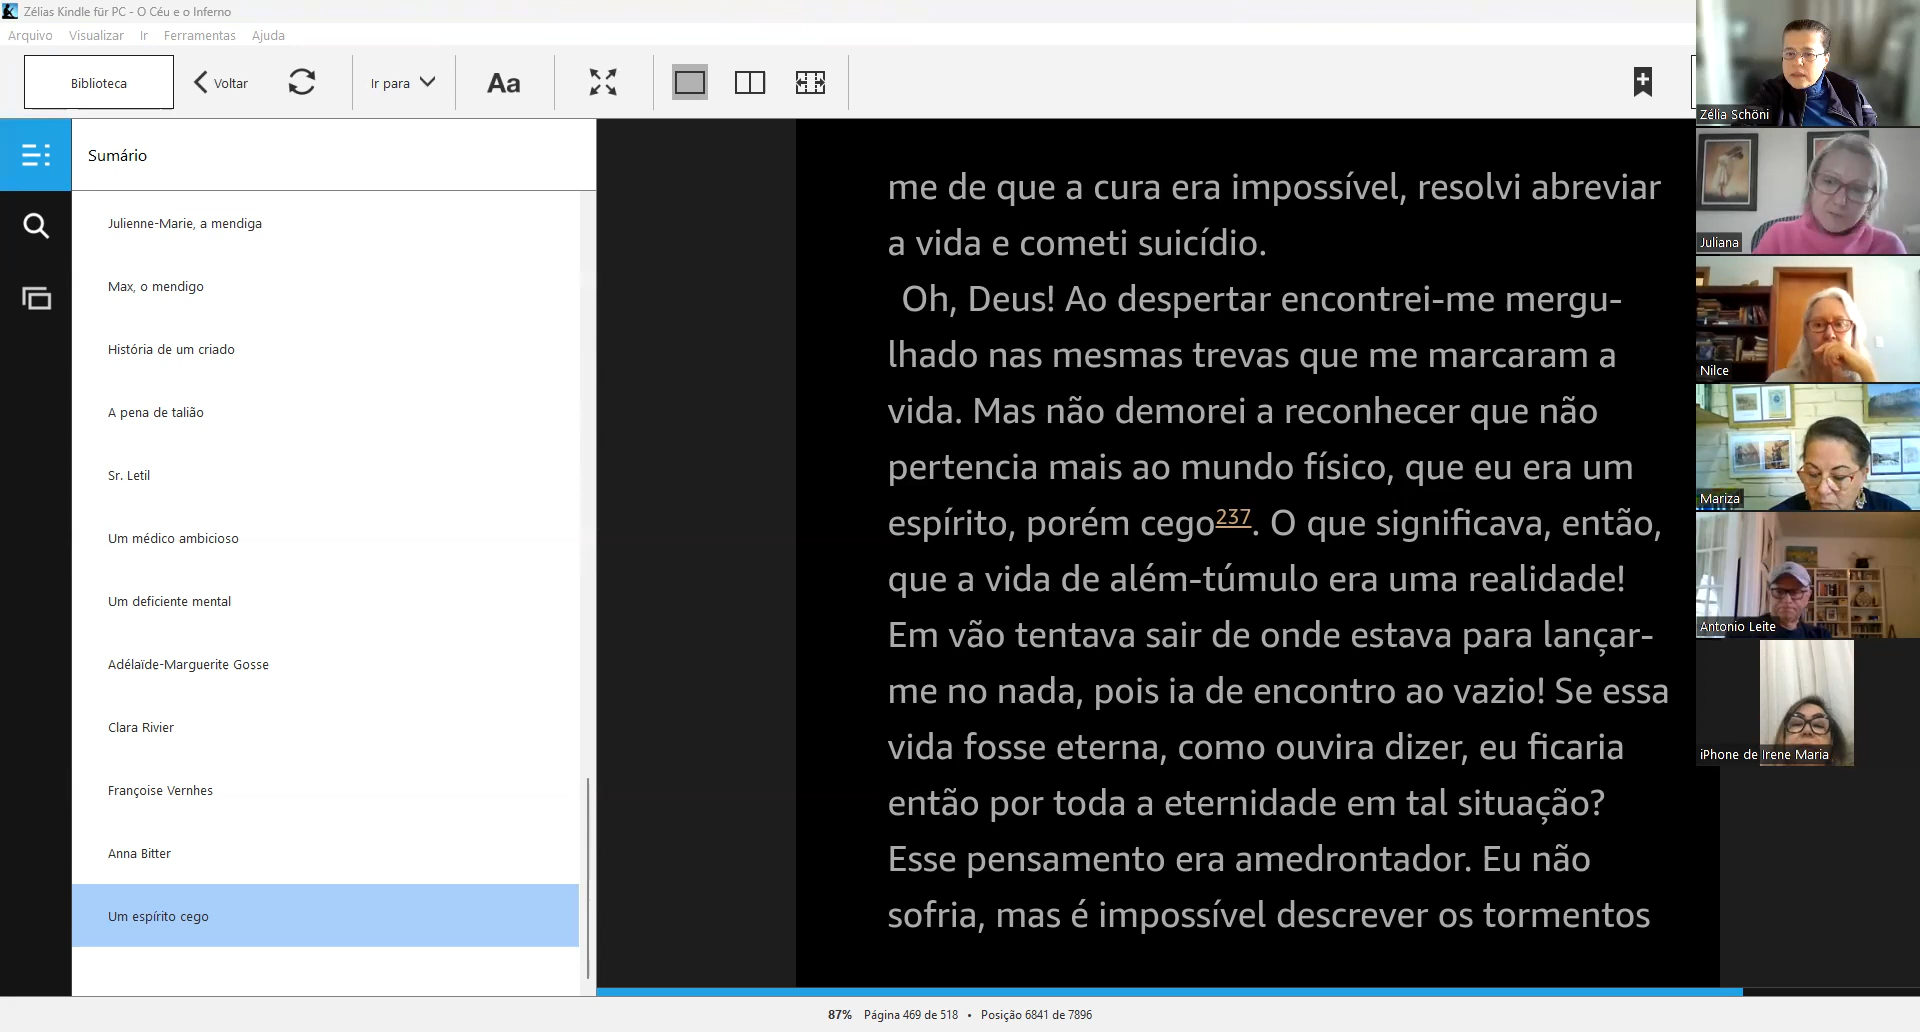 Zélias Kindle für PC - O Céu e o Inferno
Arquivo Visualizar Ir Ferramentas Ajuda
Biblioteca Voltar Ir para Aa
Sumário
Julienne-Marie, a mendiga
Max, o mendigo
História de um criado
A pena de talião
Sr. Letil
Um médico ambicioso
Um deficiente mental
Adélaïde-Marguerite Gosse
Clara Rivier
Françoise Vernhes
Anna Bitter
Um espírito cego
me de que a cura era impossível, resolvi abreviar
a vida e cometi suicídio.
Oh, Deus! Ao despertar encontrei-me mergu-
lhado nas mesmas trevas que me marcaram a
vida. Mas não demorei a reconhecer que não
pertencia mais ao mundo físico, que eu era um
espírito, porém cego237. O que significava, então,
que a vida de além-túmulo era uma realidade!
Em vão tentava sair de onde estava para lançar-
me no nada, pois ia de encontro ao vazio! Se essa
vida fosse eterna, como ouvira dizer, eu ficaria
então por toda a eternidade em tal situação?
Esse pensamento era amedrontador. Eu não
sofria, mas é impossível descrever os tormentos
Zélia Schöni
Juliana
Nilce
Mariza
Antonio Leite
iPhone de Irene Maria
87% Página 469 de 518 • Posição 6841 de 7896